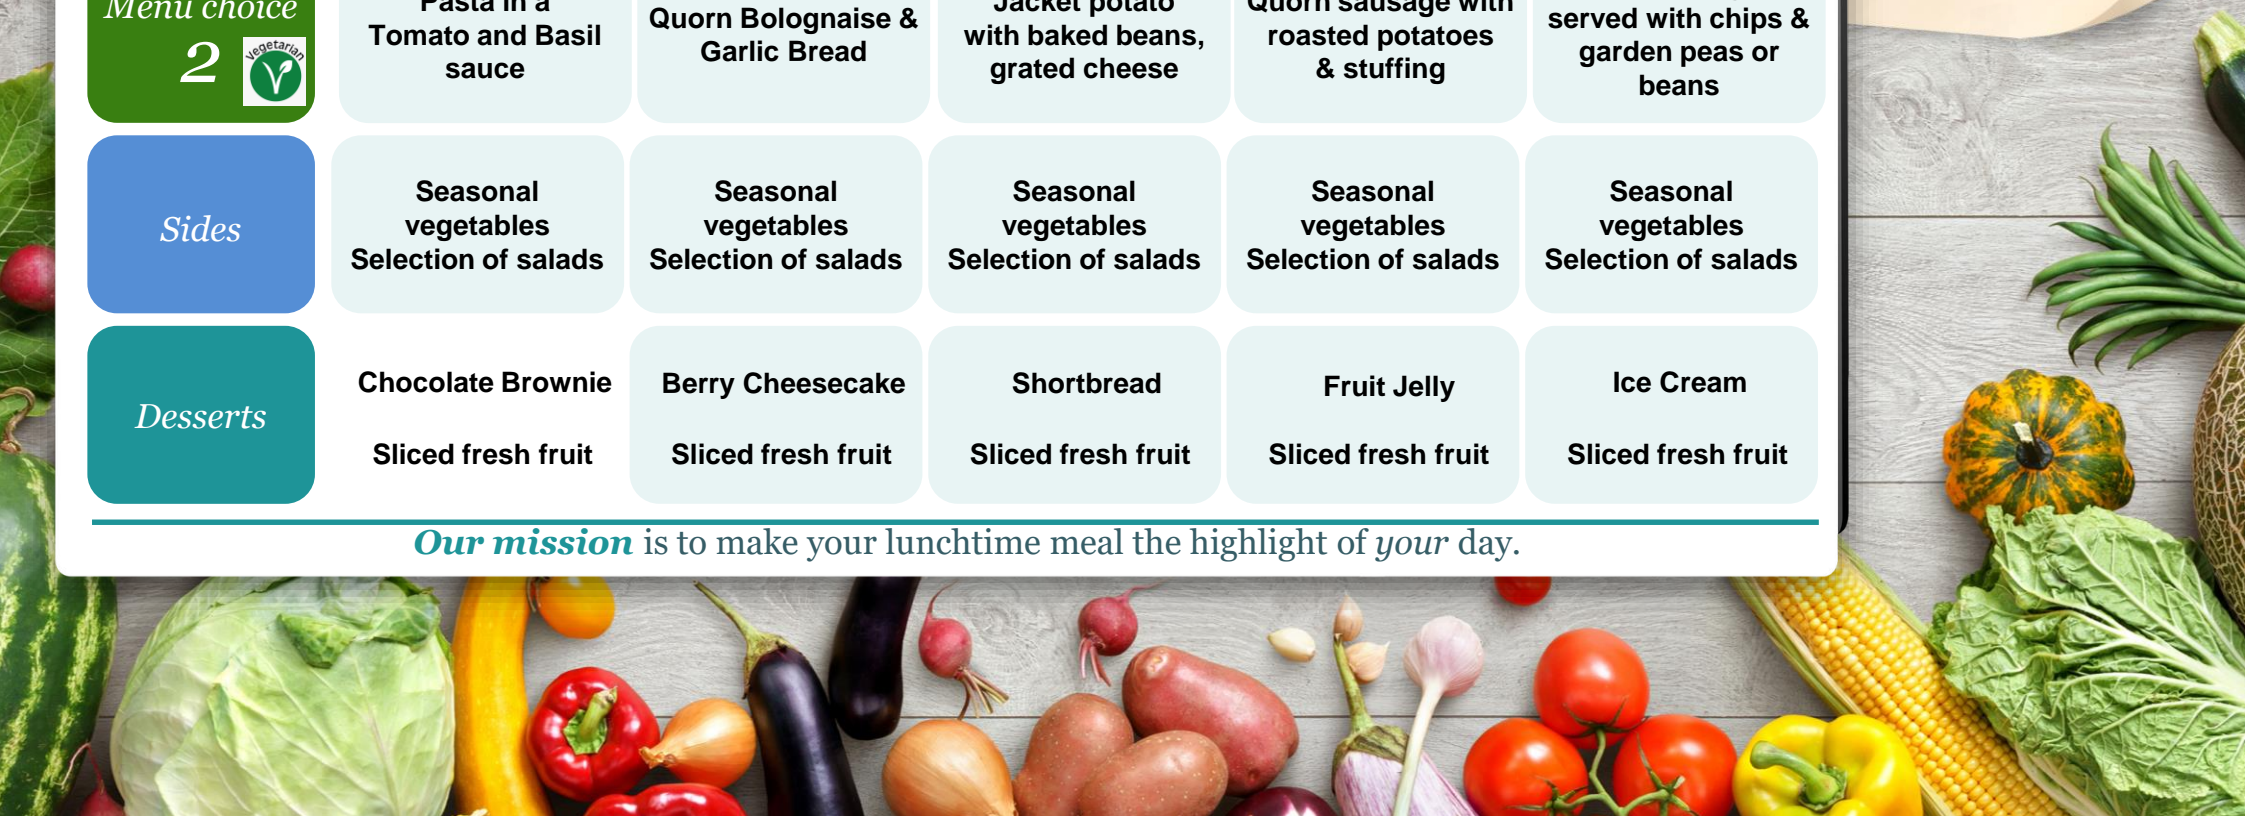 Menu choice
2
Vegetarian
Pasta in a
Tomato and Basil
sauce
Quorn Bolognaise &
Garlic Bread
Jacket potato
with baked beans,
grated cheese
Quorn sausage with
roasted potatoes
& stuffing
served with chips &
garden peas or
beans
Sides
Seasonal
vegetables
Selection of salads
Seasonal
vegetables
Selection of salads
Seasonal
vegetables
Selection of salads
Seasonal
vegetables
Selection of salads
Seasonal
vegetables
Selection of salads
Desserts
Chocolate Brownie
Sliced fresh fruit
Berry Cheesecake
Sliced fresh fruit
Shortbread
Sliced fresh fruit
Fruit Jelly
Sliced fresh fruit
Ice Cream
Sliced fresh fruit
Our mission is to make your lunchtime meal the highlight of your day.